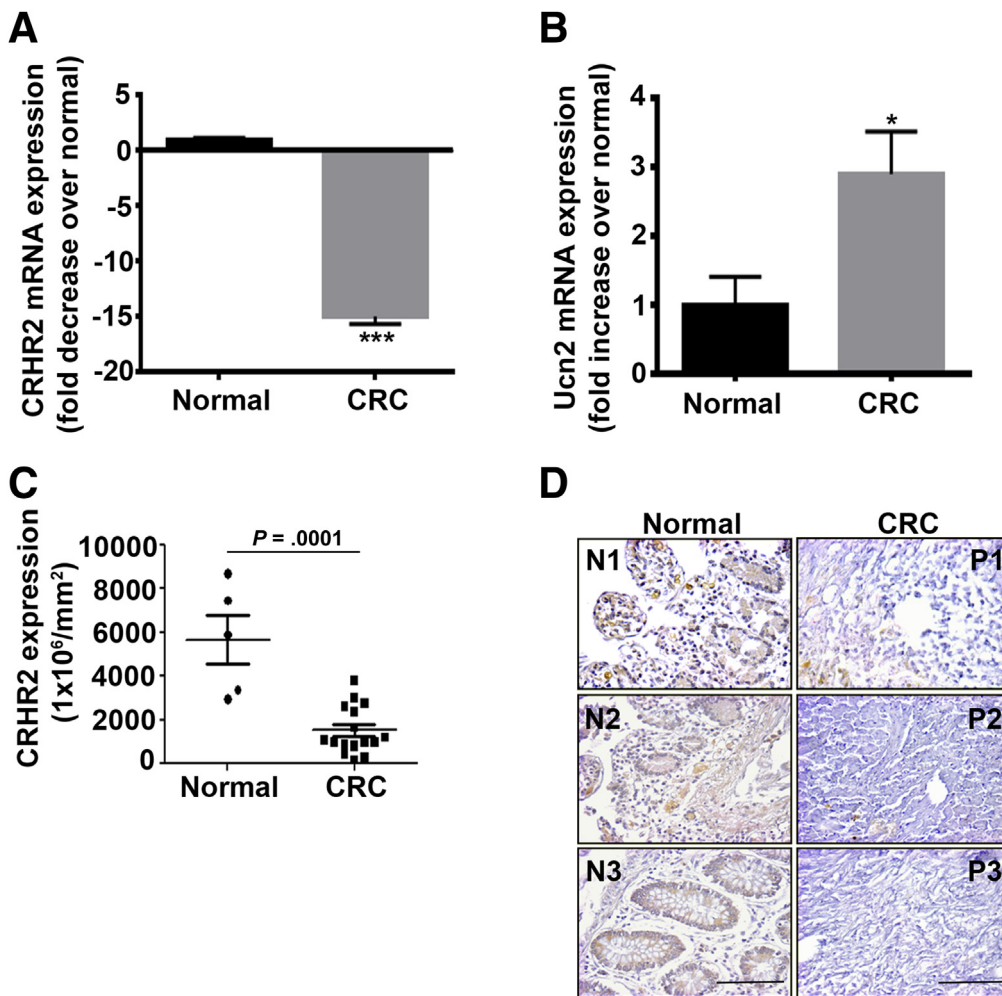 A
CRHR2 mRNA expression
(fold decrease over normal)
5
0
-5
-10
-15
-20
***
Normal
CRC
B
Ucn2 mRNA expression
(fold increase over normal)
4
3
2
1
0
*
Normal
CRC
C
CRHR2 expression
(1x10⁶/mm²)
10000
8000
6000
4000
2000
0
P = .0001
Normal
CRC
D
Normal
CRC
N1
P1
N2
P2
N3
P3